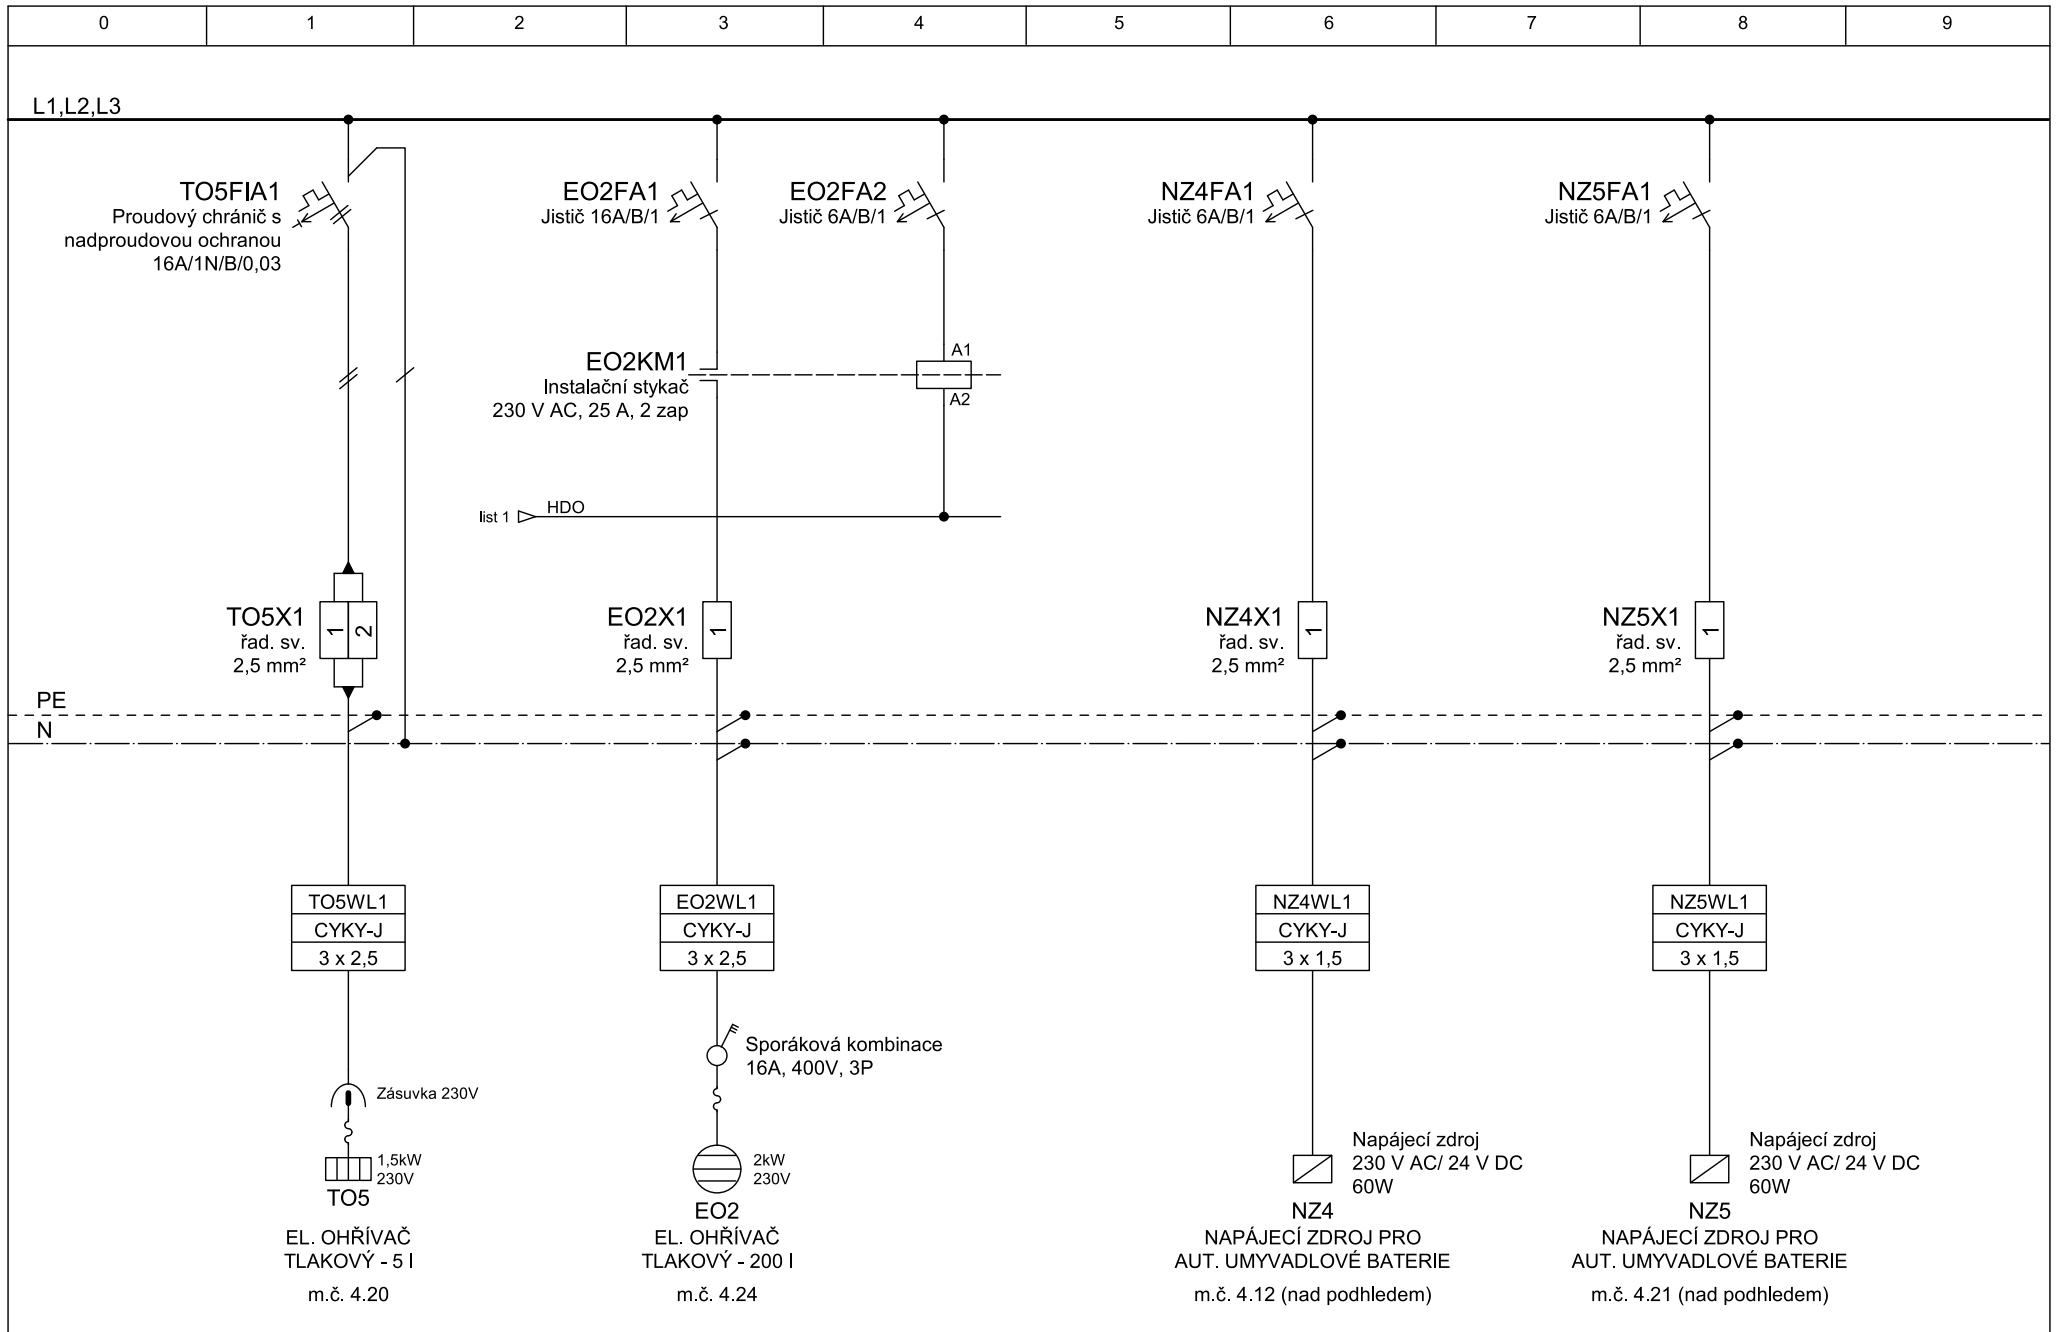 0 1 2 3 4 5 6 7 8 9
L1,L2,L3
TO5FIA1
Proudový chránič s
nadproudovou ochranou
16A/1N/B/0,03
EO2FA1
Jistič 16A/B/1
EO2FA2
Jistič 6A/B/1
NZ4FA1
Jistič 6A/B/1
NZ5FA1
Jistič 6A/B/1
EO2KM1
Instalační stykač
230 V AC, 25 A, 2 zap
A1
A2
list 1
HDO
TO5X1
řad. sv.
2,5 mm²
1
2
EO2X1
řad. sv.
2,5 mm²
1
NZ4X1
řad. sv.
2,5 mm²
1
NZ5X1
řad. sv.
2,5 mm²
1
PE
N
TO5WL1
CYKY-J
3 x 2,5
EO2WL1
CYKY-J
3 x 2,5
NZ4WL1
CYKY-J
3 x 1,5
NZ5WL1
CYKY-J
3 x 1,5
Zásuvka 230V
1,5kW
230V
TO5
EL. OHŘÍVAČ
TLAKOVÝ - 5 l
m.č. 4.20
Sporáková kombinace
16A, 400V, 3P
2kW
230V
EO2
EL. OHŘÍVAČ
TLAKOVÝ - 200 l
m.č. 4.24
Napájecí zdroj
230 V AC/ 24 V DC
60W
NZ4
NAPÁJECÍ ZDROJ PRO
AUT. UMYVADLOVÉ BATERIE
m.č. 4.12 (nad podhledem)
Napájecí zdroj
230 V AC/ 24 V DC
60W
NZ5
NAPÁJECÍ ZDROJ PRO
AUT. UMYVADLOVÉ BATERIE
m.č. 4.21 (nad podhledem)